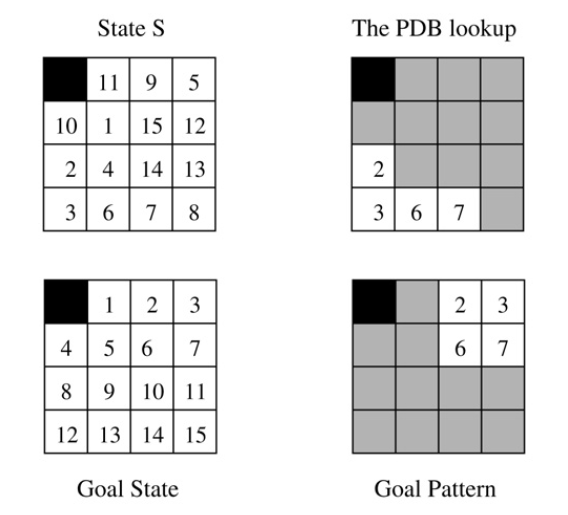 State S
The PDB lookup
11 9 5
10 1 15 12
2 4 14 13
3 6 7 8
2
3 6 7
1 2 3
4 5 6 7
8 9 10 11
12 13 14 15
2 3
6 7
Goal State
Goal Pattern